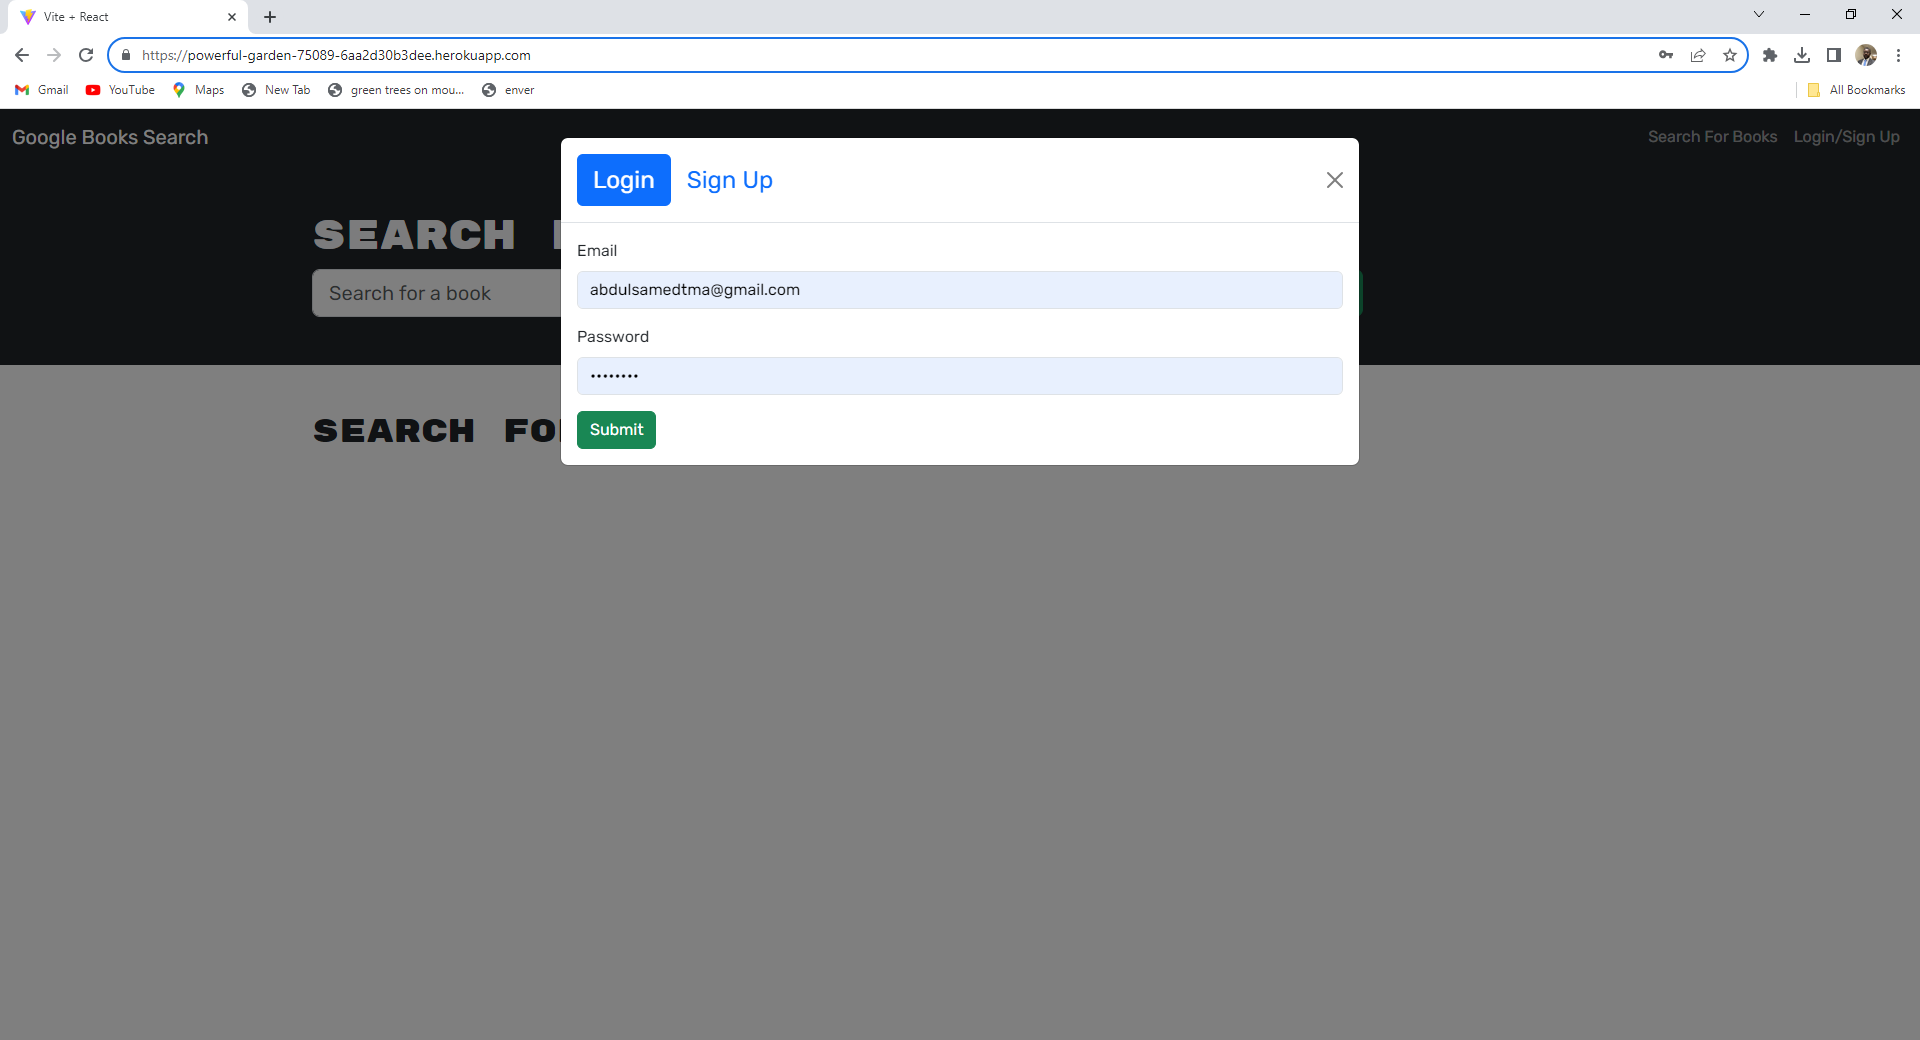 Vite + React
https://powerful-garden-75089-6aa2d30b3dee.herokuapp.com
Gmail YouTube Maps New Tab green trees on mou... enver All Bookmarks
Google Books Search Search For Books Login/Sign Up
Login Sign Up
SEARCH
Email
Search for a book
abdulsamedtma@gmail.com
Password
••••••••
SEARCH FO
Submit